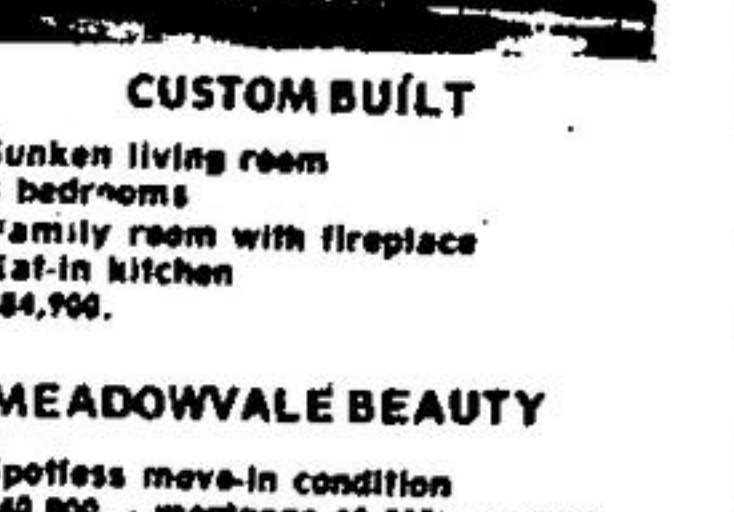 CUSTOM BUILT
Sunken living room
bedrooms
Family room with fireplace
Eat-in kitchen
84,900.
MEADOWVALE BEAUTY
Spotless move-in condition